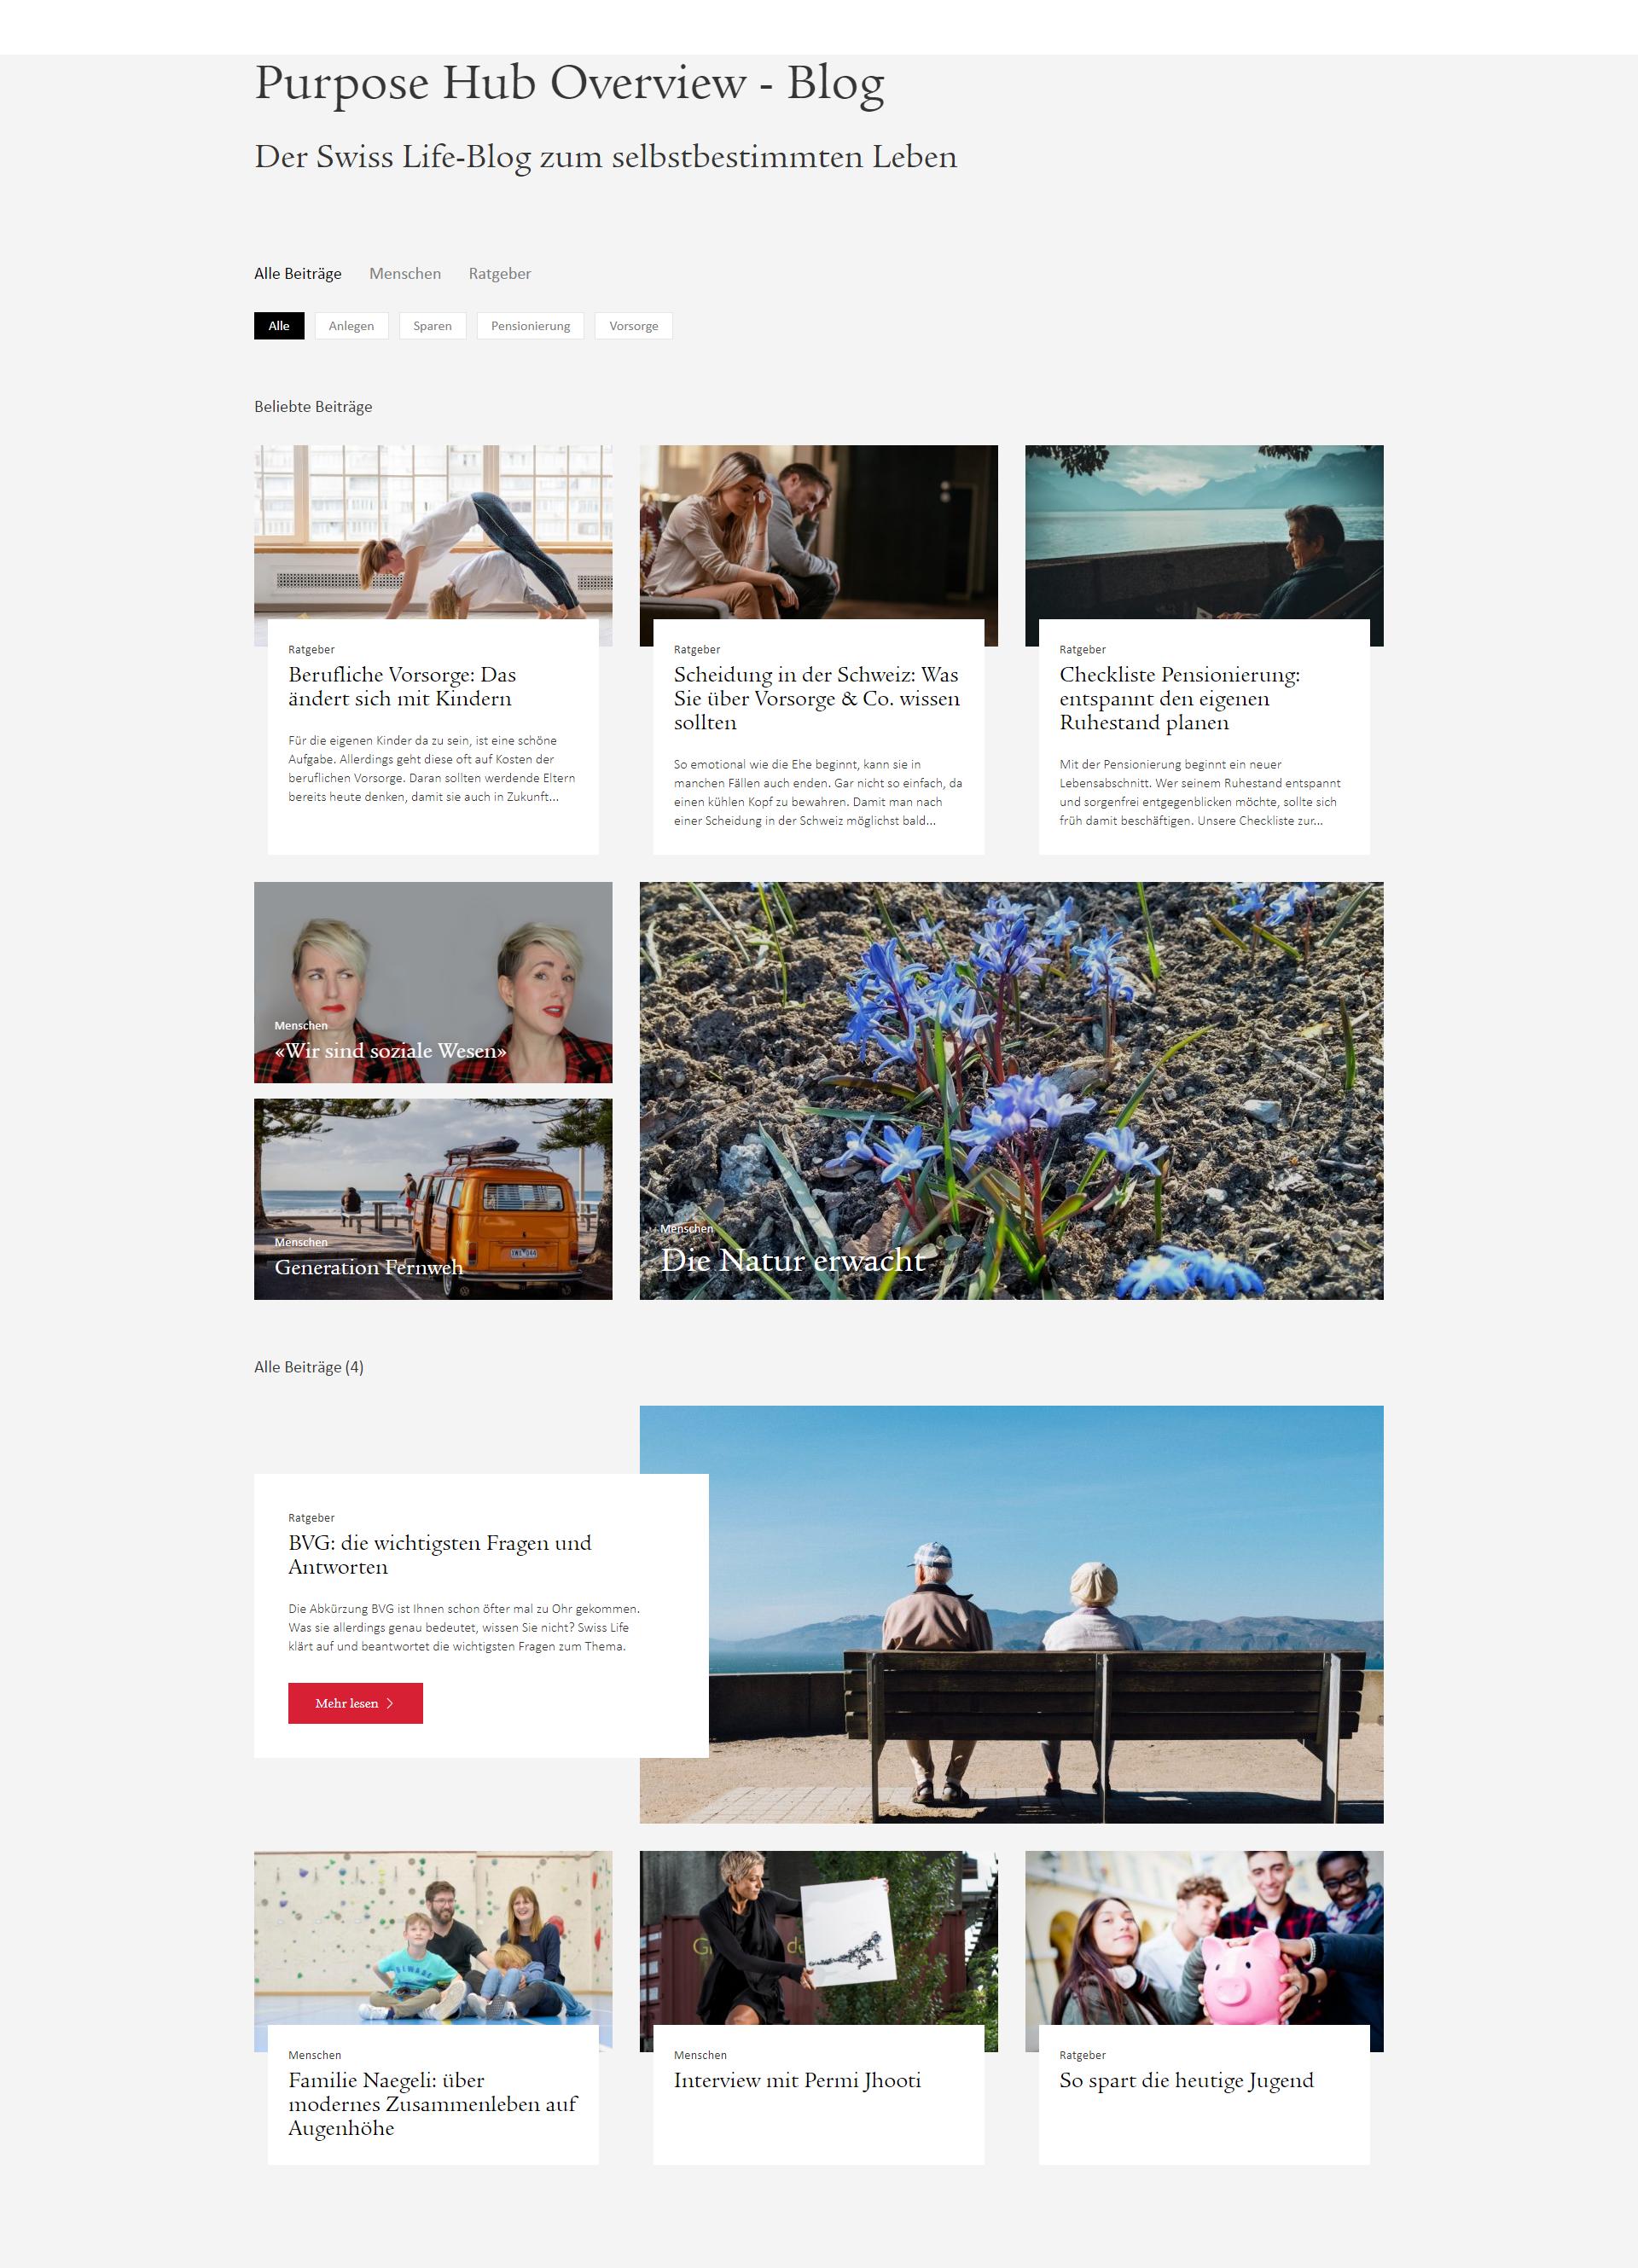 Purpose Hub Overview - Blog
Der Swiss Life-Blog zum selbstbestimmten Leben
Alle Beiträge Menschen Ratgeber
Alle Anlegen Sparen Pensionierung Vorsorge
Beliebte Beiträge
Ratgeber
Berufliche Vorsorge: Das
ändert sich mit Kindern
Für die eigenen Kinder da zu sein, ist eine schöne
Aufgabe. Allerdings geht diese oft auf Kosten der
beruflichen Vorsorge. Daran sollten werdende Eltern
bereits heute denken, damit sie auch in Zukunft...
Ratgeber
Scheidung in der Schweiz: Was
Sie über Vorsorge & Co. wissen
sollten
So emotional wie die Ehe beginnt, kann sie in
manchen Fällen auch enden. Gar nicht so einfach, da
einen kühlen Kopf zu bewahren. Damit man nach
einer Scheidung in der Schweiz möglichst bald...
Ratgeber
Checkliste Pensionierung:
entspannt den eigenen
Ruhestand planen
Mit der Pensionierung beginnt ein neuer
Lebensabschnitt. Wer seinem Ruhestand entspannt
und sorgenfrei entgegenblicken möchte, sollte sich
früh damit beschäftigen. Unsere Checkliste zur...
Menschen
«Wir sind soziale Wesen»
Menschen
Generation Fernweh
Menschen
Die Natur erwacht
Alle Beiträge (4)
Ratgeber
BVG: die wichtigsten Fragen und
Antworten
Die Abkürzung BVG ist Ihnen schon öfter mal zu Ohr gekommen.
Was sie allerdings genau bedeutet, wissen Sie nicht? Swiss Life
klärt auf und beantwortet die wichtigsten Fragen zum Thema.
Mehr lesen
Menschen
Familie Naegeli: über
modernes Zusammenleben auf
Augenhöhe
Menschen
Interview mit Permi Jhooti
Ratgeber
So spart die heutige Jugend